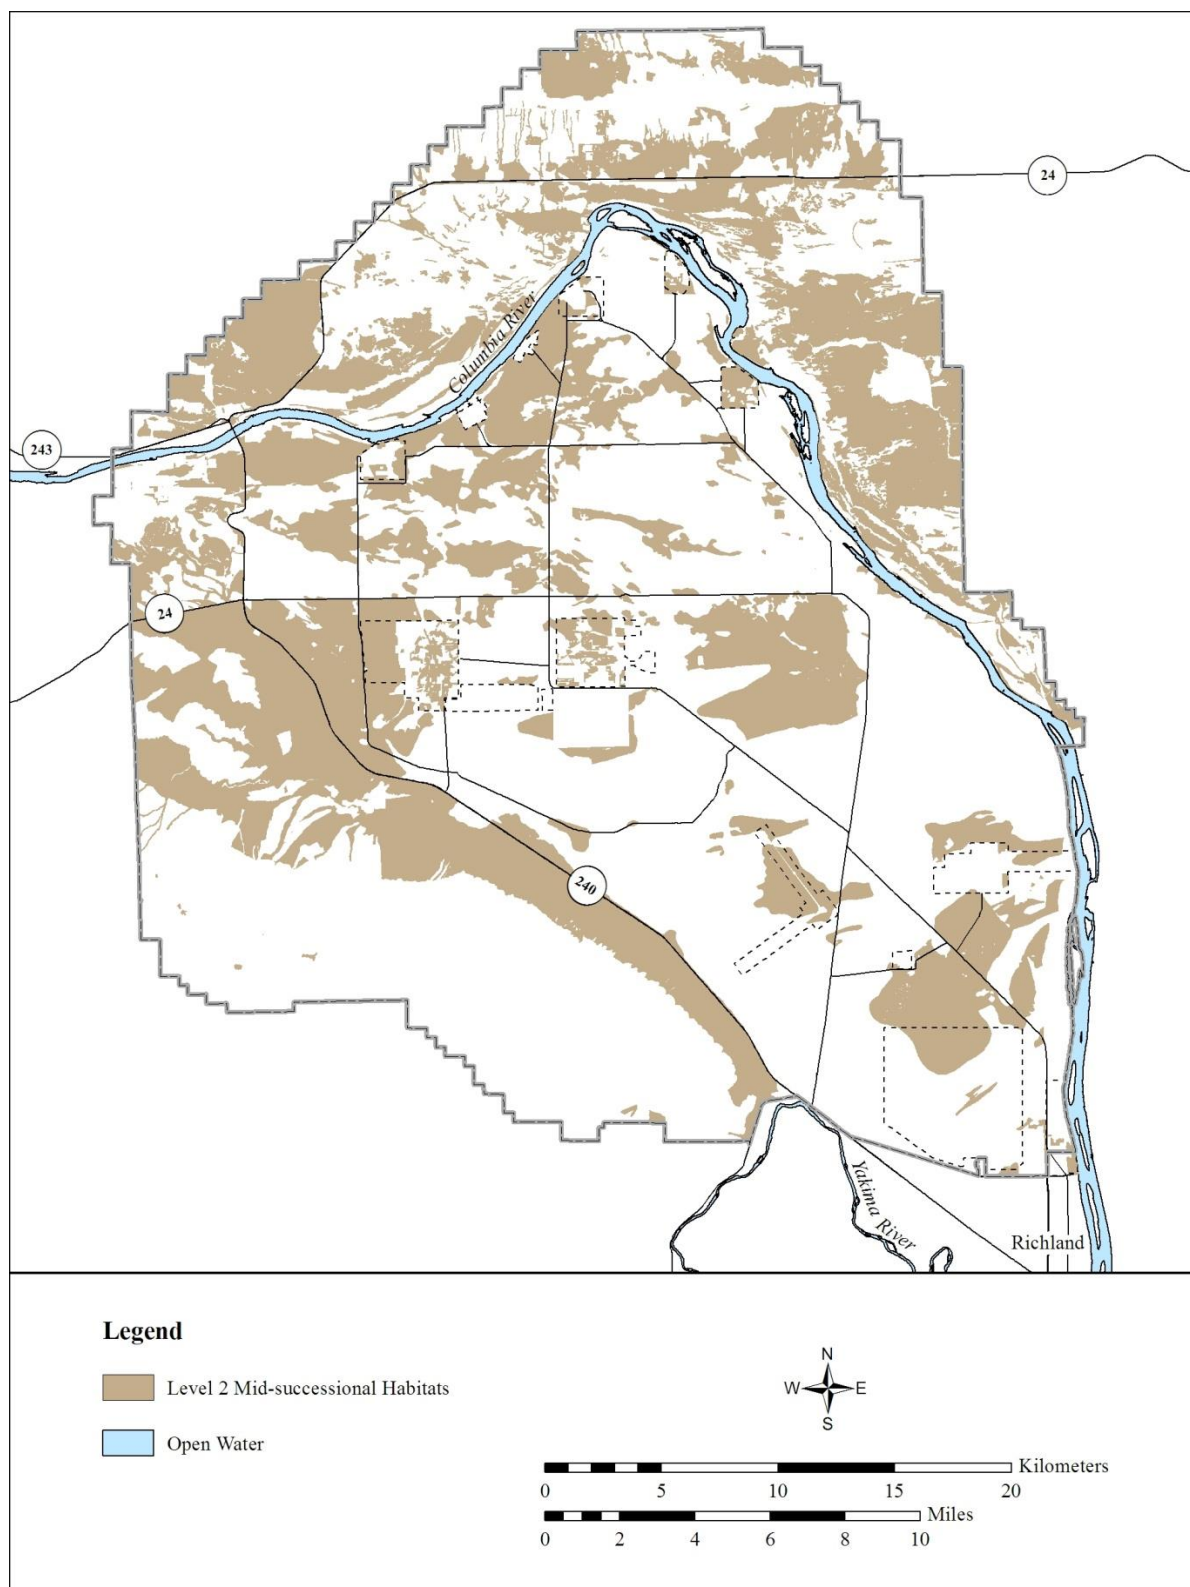 24
Columbia River
243
24
240
Yakima River
Richland
Legend
Level 2 Mid-successional Habitats
Open Water
N
W E
S
Kilometers
0 5 10 15 20
Miles
0 2 4 6 8 10